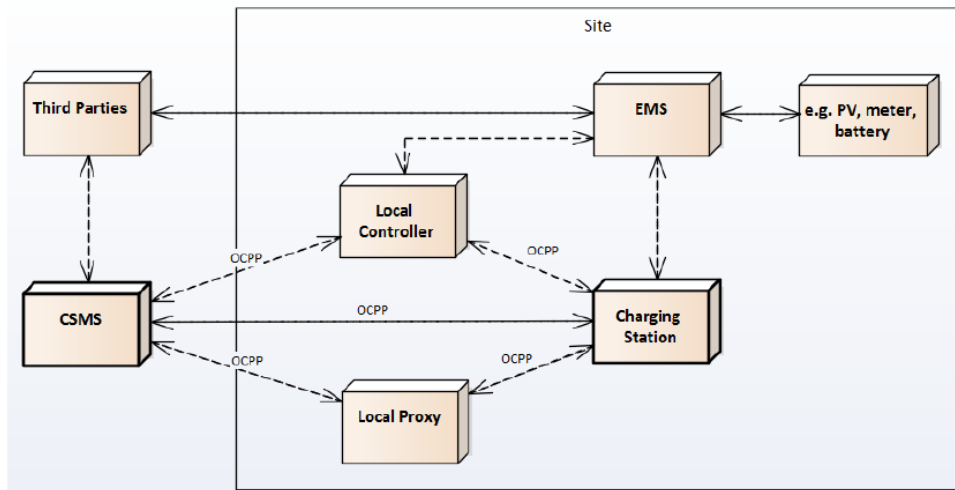 Site
Third Parties
EMS
e.g. PV, meter,
battery
Local
Controller
OCPP
OCPP
CSMS
OCPP
Charging
Station
OCPP
OCPP
Local Proxy